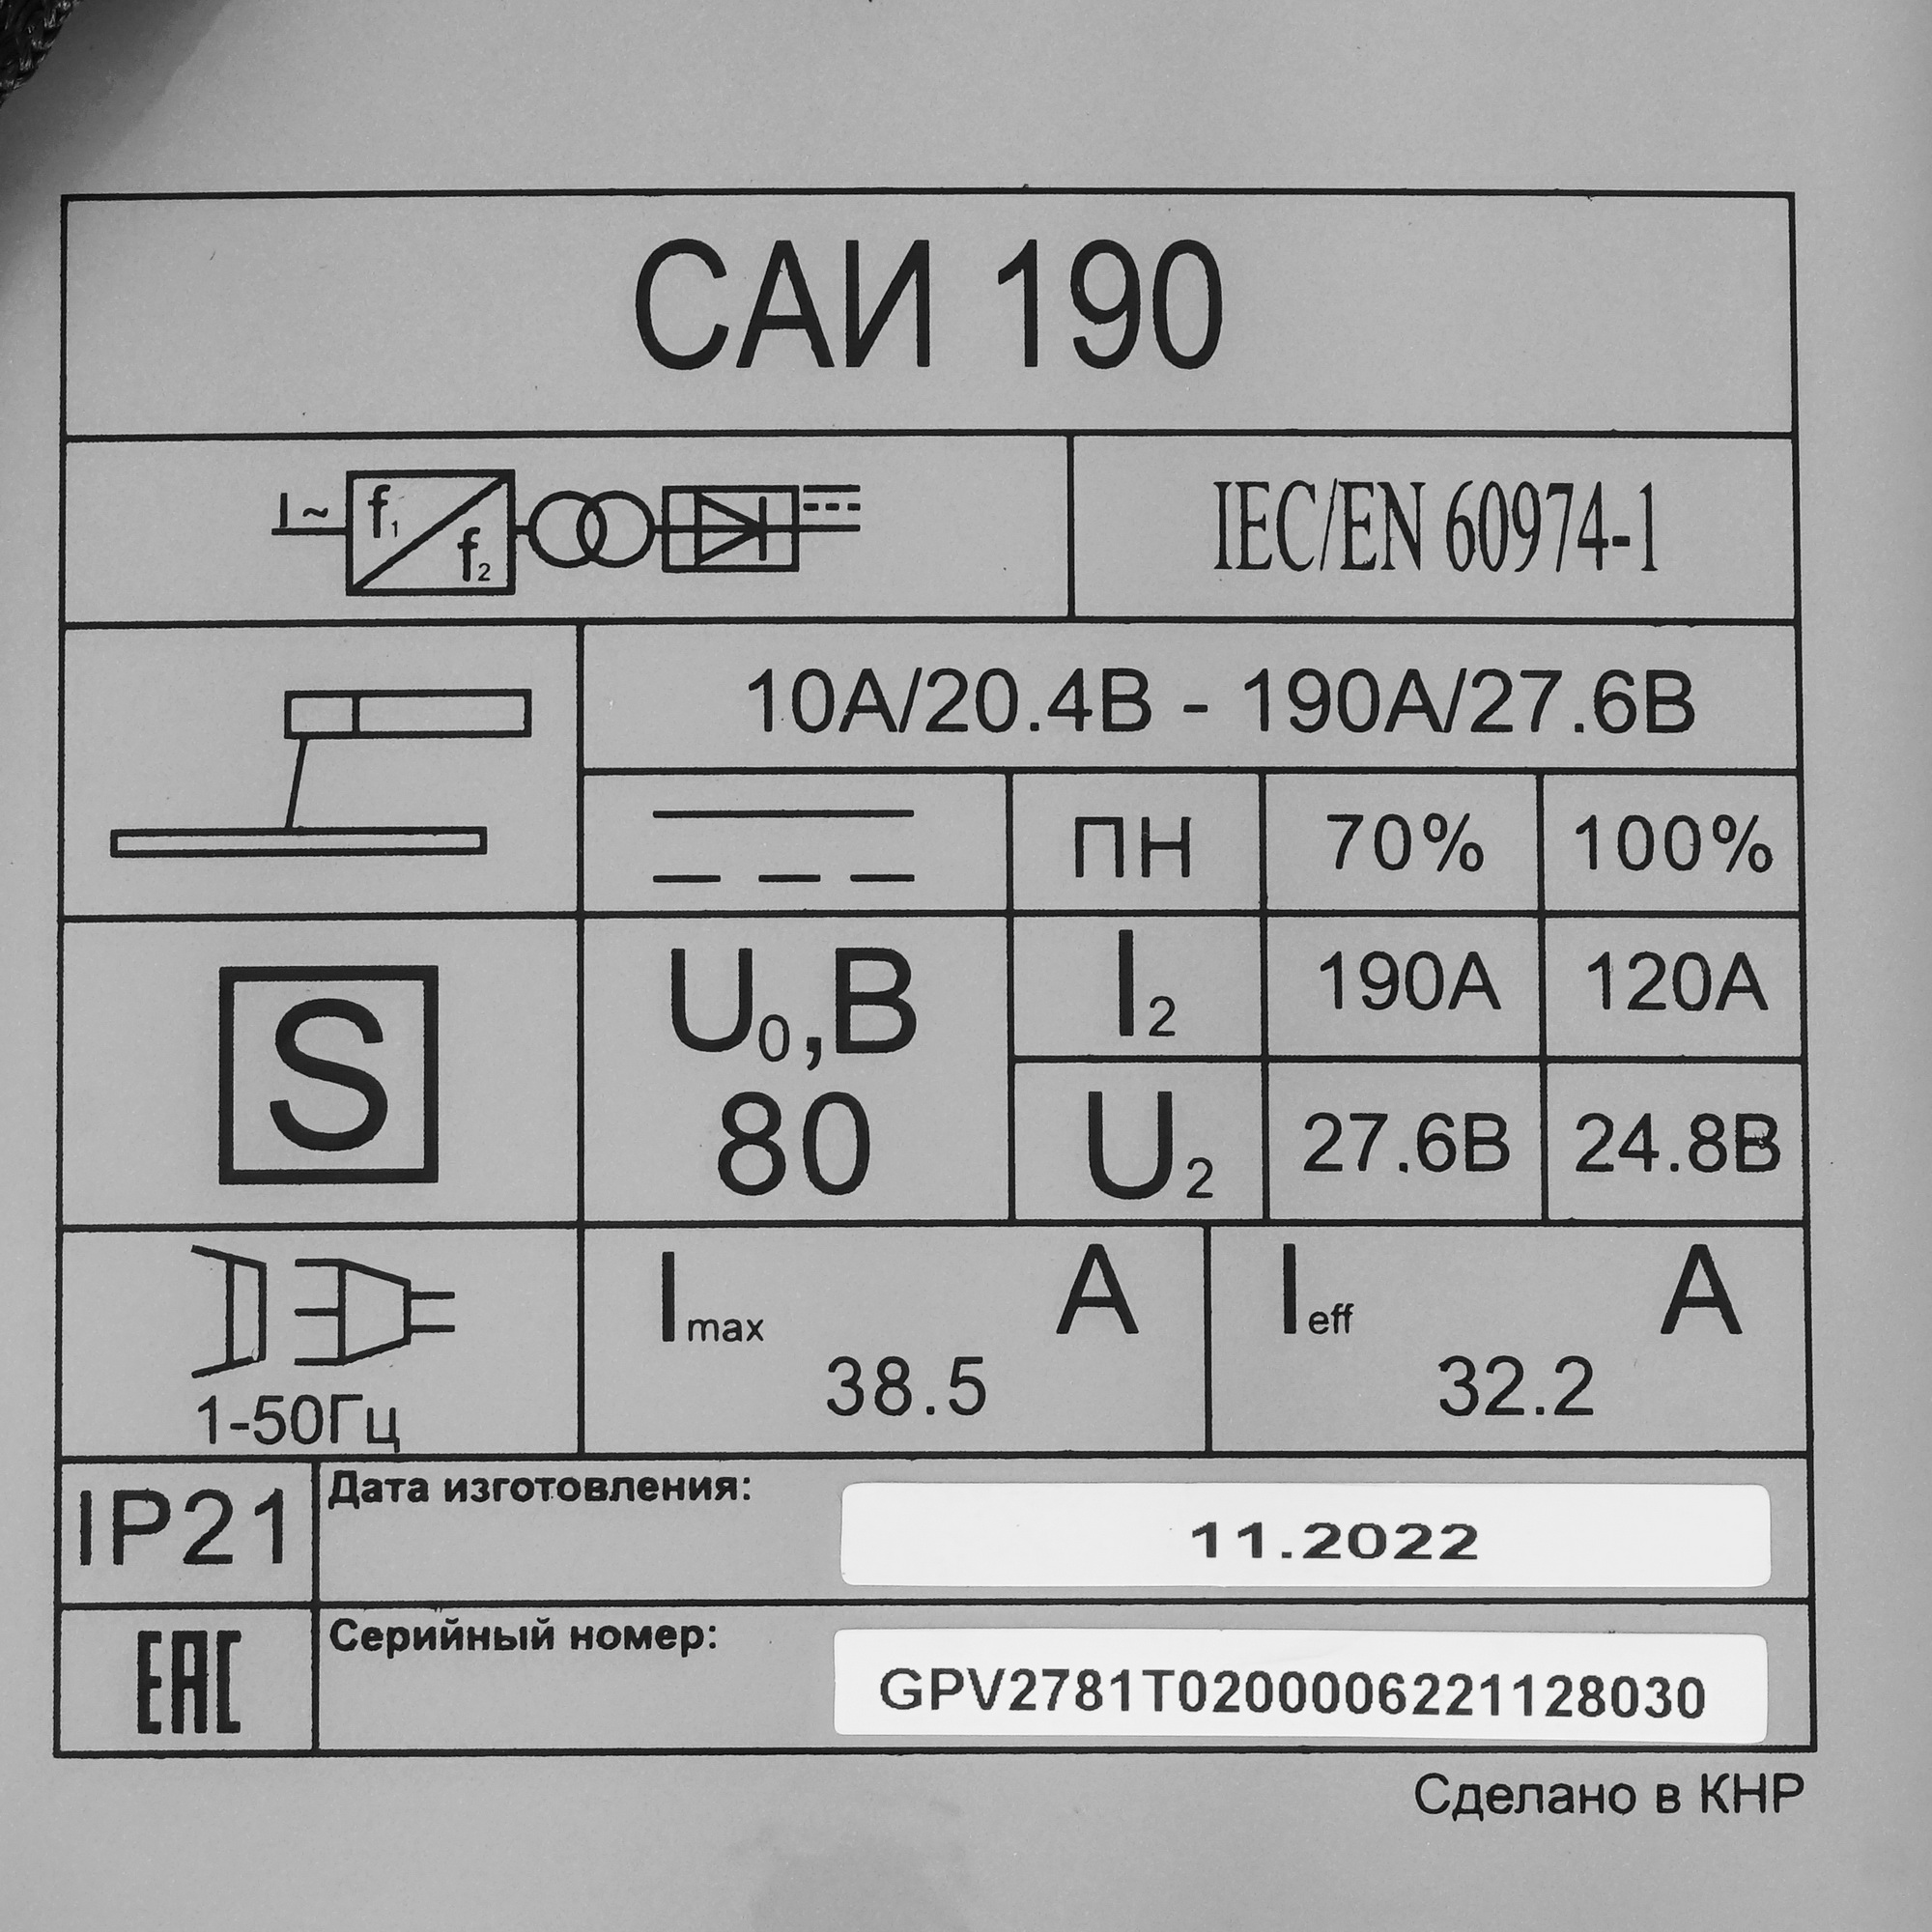 САИ 190
1~ f1 f2
IEC/EN 60974-1
10А/20.4В - 190А/27.6В
ПН 70% 100%
U0,В
80
I2 190А 120А
U2 27.6В 24.8В
S
Imax А
38.5
Ieff А
32.2
1-50Гц
IP21
Дата изготовления:
11.2022
EAC
Серийный номер:
GPV2781T0200006221128030
Сделано в КНР